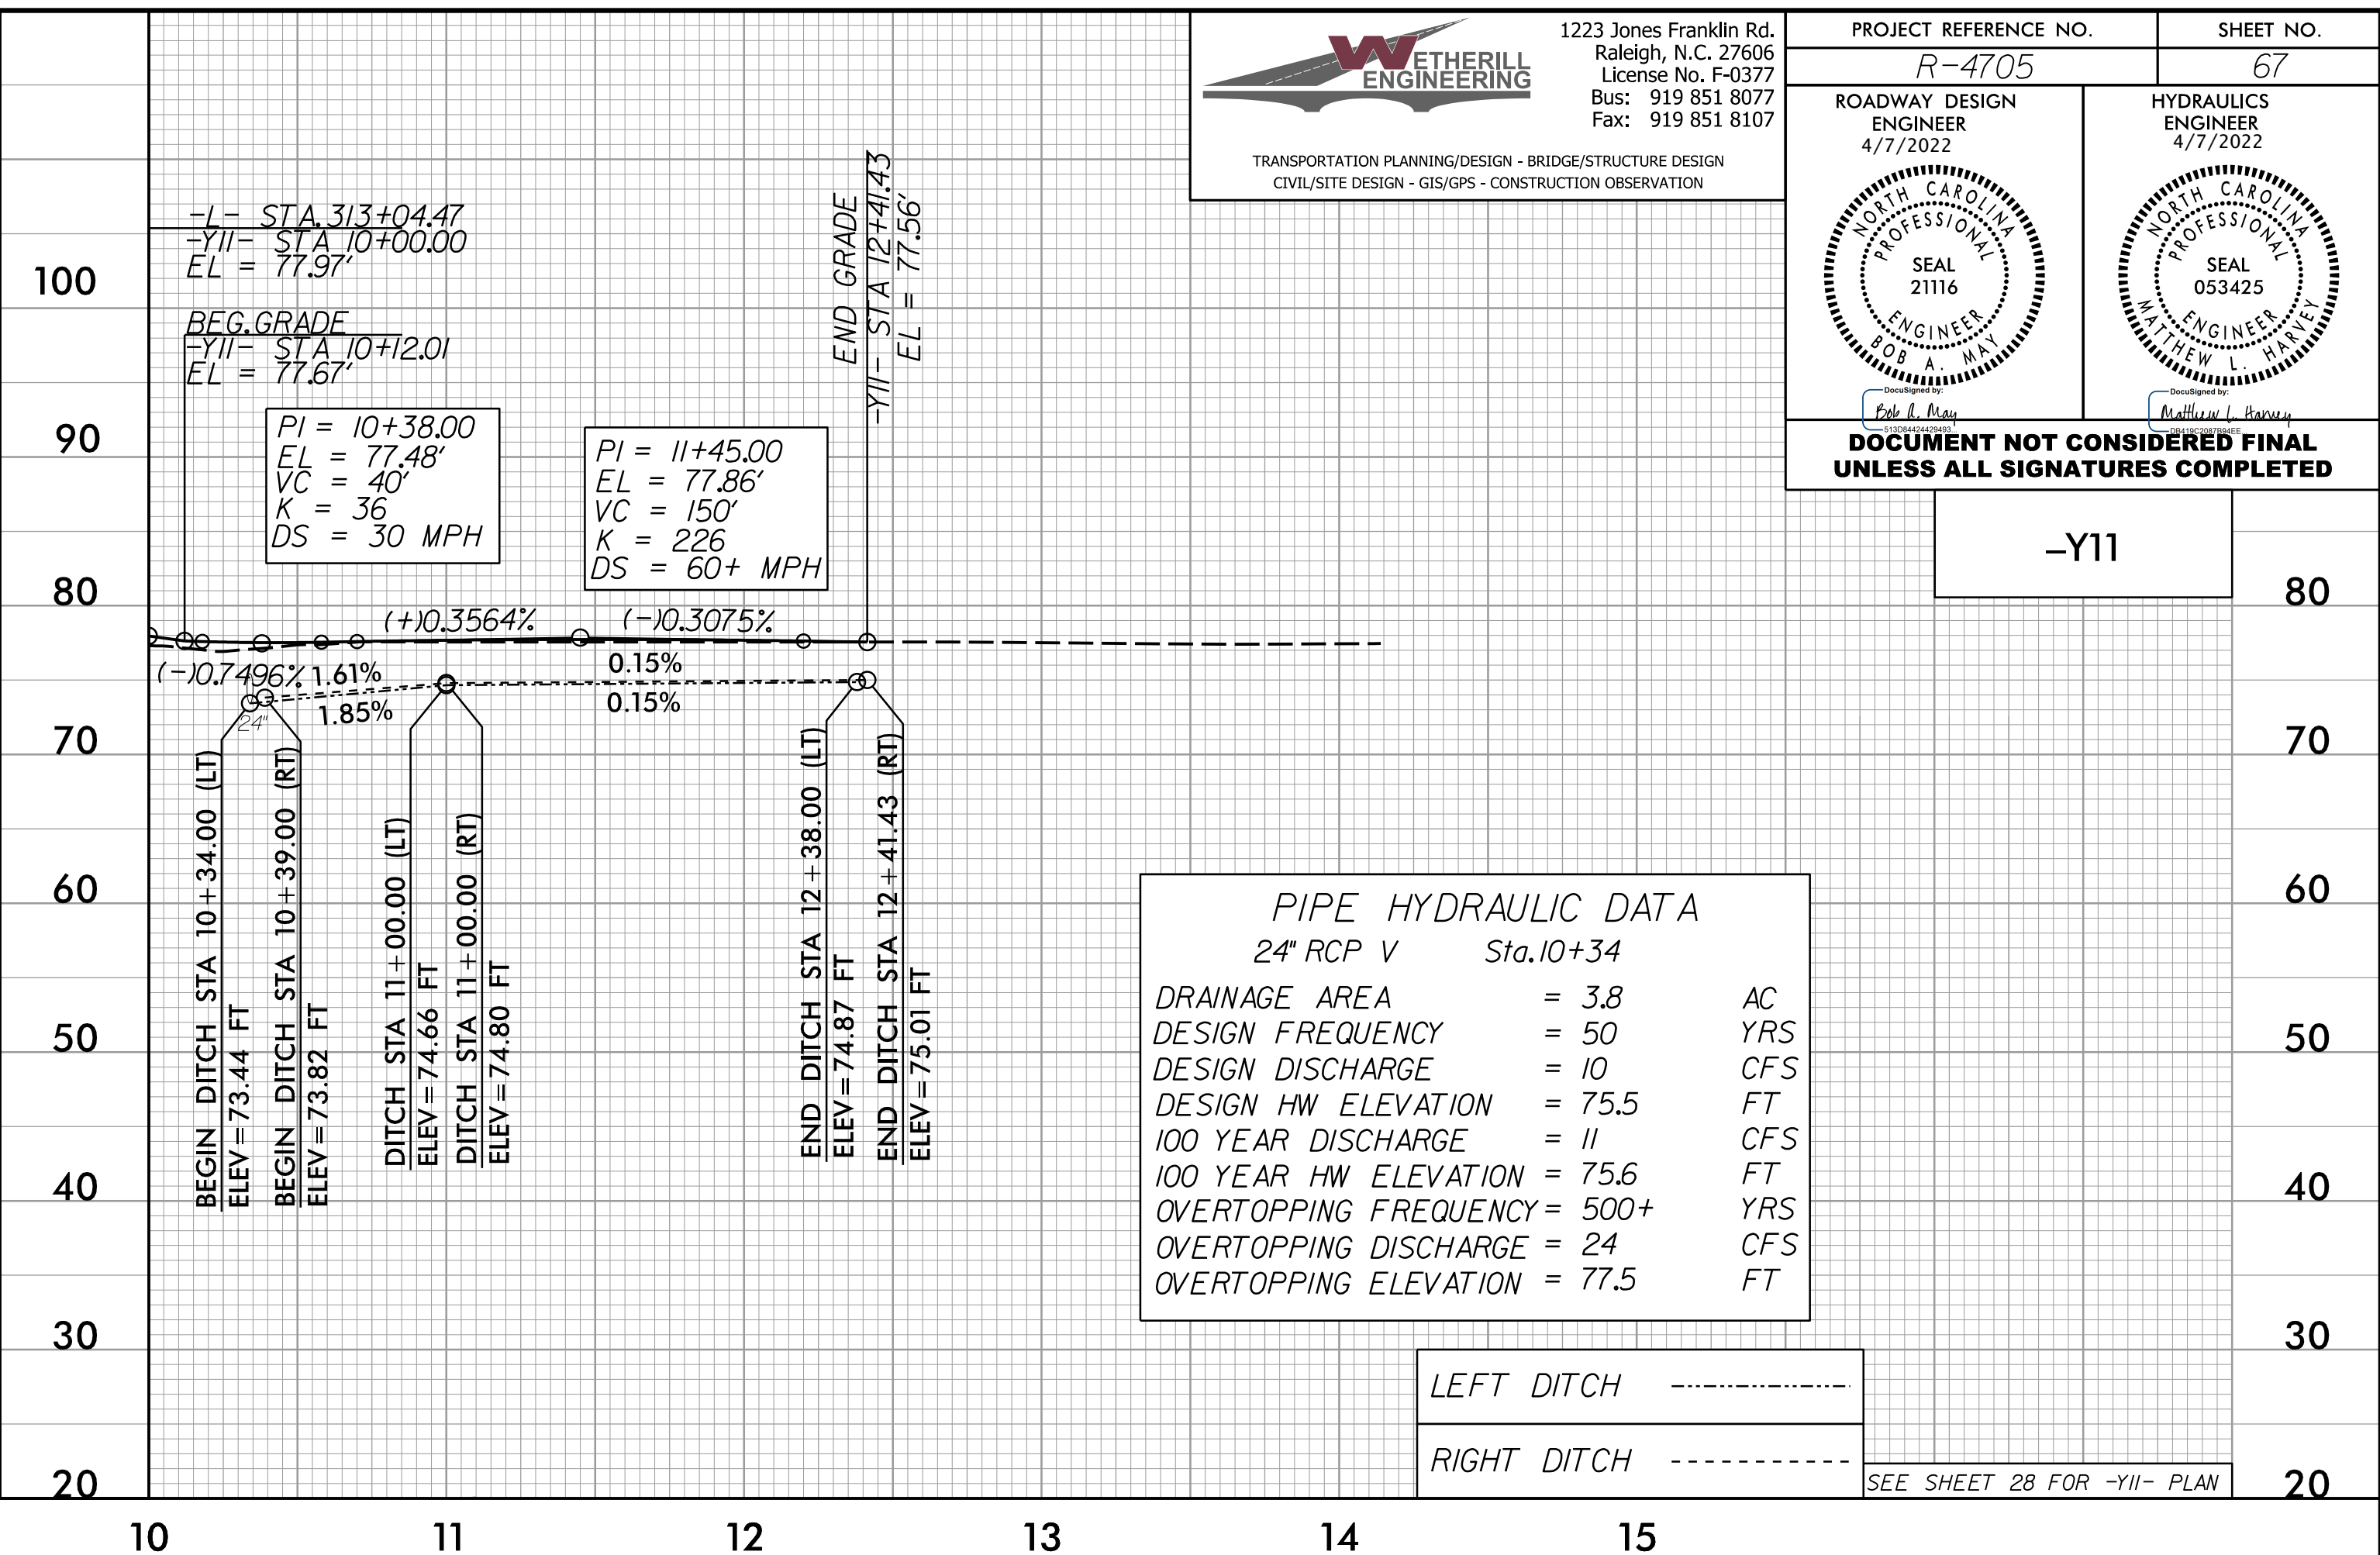 WETHERILL
ENGINEERING
1223 Jones Franklin Rd.
Raleigh, N.C. 27606
License No. F-0377
Bus: 919 851 8077
Fax: 919 851 8107
TRANSPORTATION PLANNING/DESIGN - BRIDGE/STRUCTURE DESIGN
CIVIL/SITE DESIGN - GIS/GPS - CONSTRUCTION OBSERVATION
PROJECT REFERENCE NO.
SHEET NO.
R-4705
67
ROADWAY DESIGN
ENGINEER
4/7/2022
HYDRAULICS
ENGINEER
4/7/2022
NORTH CAROLINA
PROFESSIONAL
SEAL
21116
ENGINEER
BOB A. MAY
NORTH CAROLINA
PROFESSIONAL
SEAL
053425
ENGINEER
MATTHEW L. HARVEY
DocuSigned by:
Bob A. May
513D84424429493...
DocuSigned by:
Matthew L. Harvey
DB419C2087B94EE...
DOCUMENT NOT CONSIDERED FINAL
UNLESS ALL SIGNATURES COMPLETED
-Y11
-L- STA.313+04.47
-Y11- STA 10+00.00
EL = 77.97'
BEG.GRADE
-Y11- STA 10+12.01
EL = 77.67'
END GRADE
-Y11- STA 12+41.43
EL = 77.56'
PI = 10+38.00
EL = 77.48'
VC = 40'
K = 36
DS = 30 MPH
PI = 11+45.00
EL = 77.86'
VC = 150'
K = 226
DS = 60+ MPH
(+)0.3564%
(-)0.3075%
(-)0.7496%
1.61%
0.15%
1.85%
0.15%
24"
BEGIN DITCH STA 10+34.00 (LT)
ELEV=73.44 FT
BEGIN DITCH STA 10+39.00 (RT)
ELEV=73.82 FT
DITCH STA 11+00.00 (LT)
ELEV=74.66 FT
DITCH STA 11+00.00 (RT)
ELEV=74.80 FT
END DITCH STA 12+38.00 (LT)
ELEV=74.87 FT
END DITCH STA 12+41.43 (RT)
ELEV=75.01 FT
PIPE HYDRAULIC DATA
24" RCP V Sta.10+34
DRAINAGE AREA = 3.8 AC
DESIGN FREQUENCY = 50 YRS
DESIGN DISCHARGE = 10 CFS
DESIGN HW ELEVATION = 75.5 FT
100 YEAR DISCHARGE = 11 CFS
100 YEAR HW ELEVATION = 75.6 FT
OVERTOPPING FREQUENCY = 500+ YRS
OVERTOPPING DISCHARGE = 24 CFS
OVERTOPPING ELEVATION = 77.5 FT
LEFT DITCH
RIGHT DITCH
SEE SHEET 28 FOR -Y11- PLAN
100
90
80
70
60
50
40
30
20
80
70
60
50
40
30
20
10 11 12 13 14 15